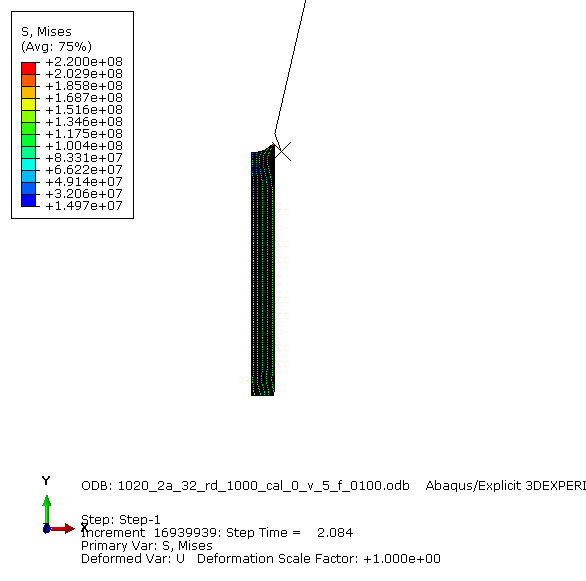 S, Mises
(Avg: 75%)
+2.200e+08
+2.029e+08
+1.858e+08
+1.687e+08
+1.516e+08
+1.346e+08
+1.175e+08
+1.004e+08
+8.331e+07
+6.622e+07
+4.914e+07
+3.206e+07
+1.497e+07
Y
X
ODB: 1020_2a_32_rd_1000_cal_0_v_5_f_0100.odb Abaqus/Explicit 3DEXPERI
Step: Step-1
Increment 16939939: Step Time = 2.084
Primary Var: S, Mises
Deformed Var: U Deformation Scale Factor: +1.000e+00